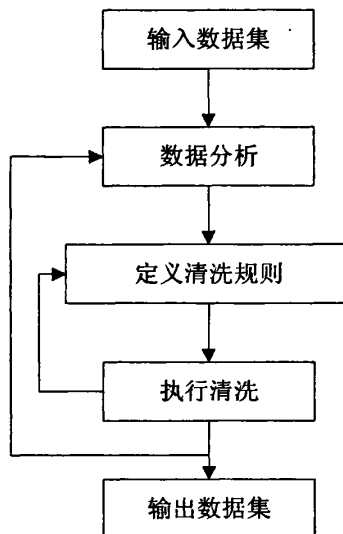 输入数据集
数据分析
定义清洗规则
执行清洗
输出数据集